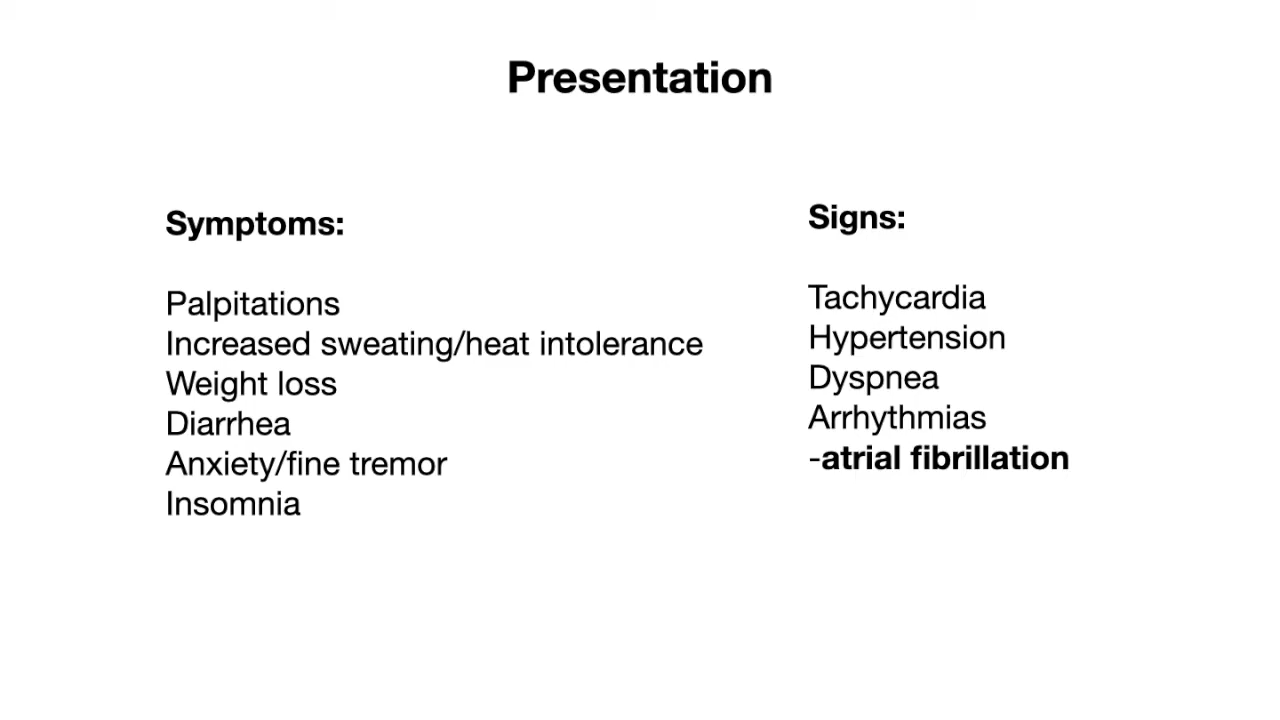 Presentation
Symptoms:
Palpitations
Increased sweating/heat intolerance
Weight loss
Diarrhea
Anxiety/fine tremor
Insomnia
Signs:
Tachycardia
Hypertension
Dyspnea
Arrhythmias
-atrial fibrillation